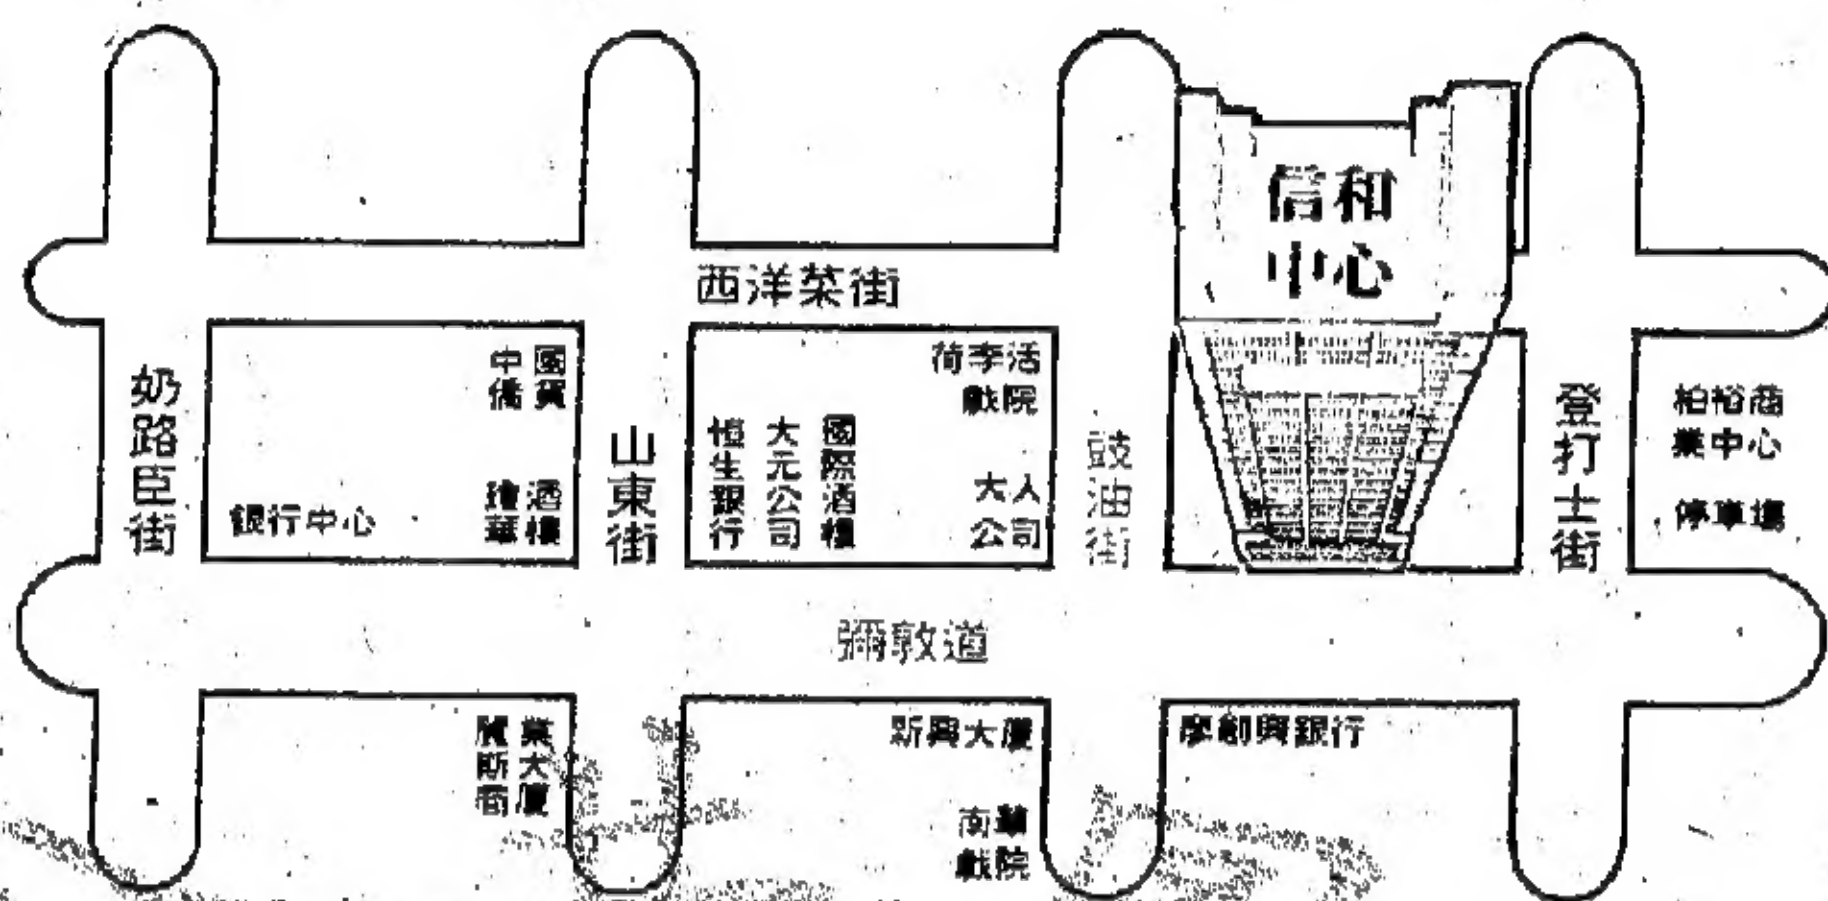 信和
中心
西洋菜街
奶路臣街
中僑
國貨
瓊華
酒樓
銀行中心
山東街
恒生銀行
大元公司
國際酒樓
荷李活
戲院
大人
公司
豉油街
登打士街
柏裕商
業中心
停車場
彌敦道
麗斯商
業大廈
新興大廈
南華
戲院
廖創興銀行